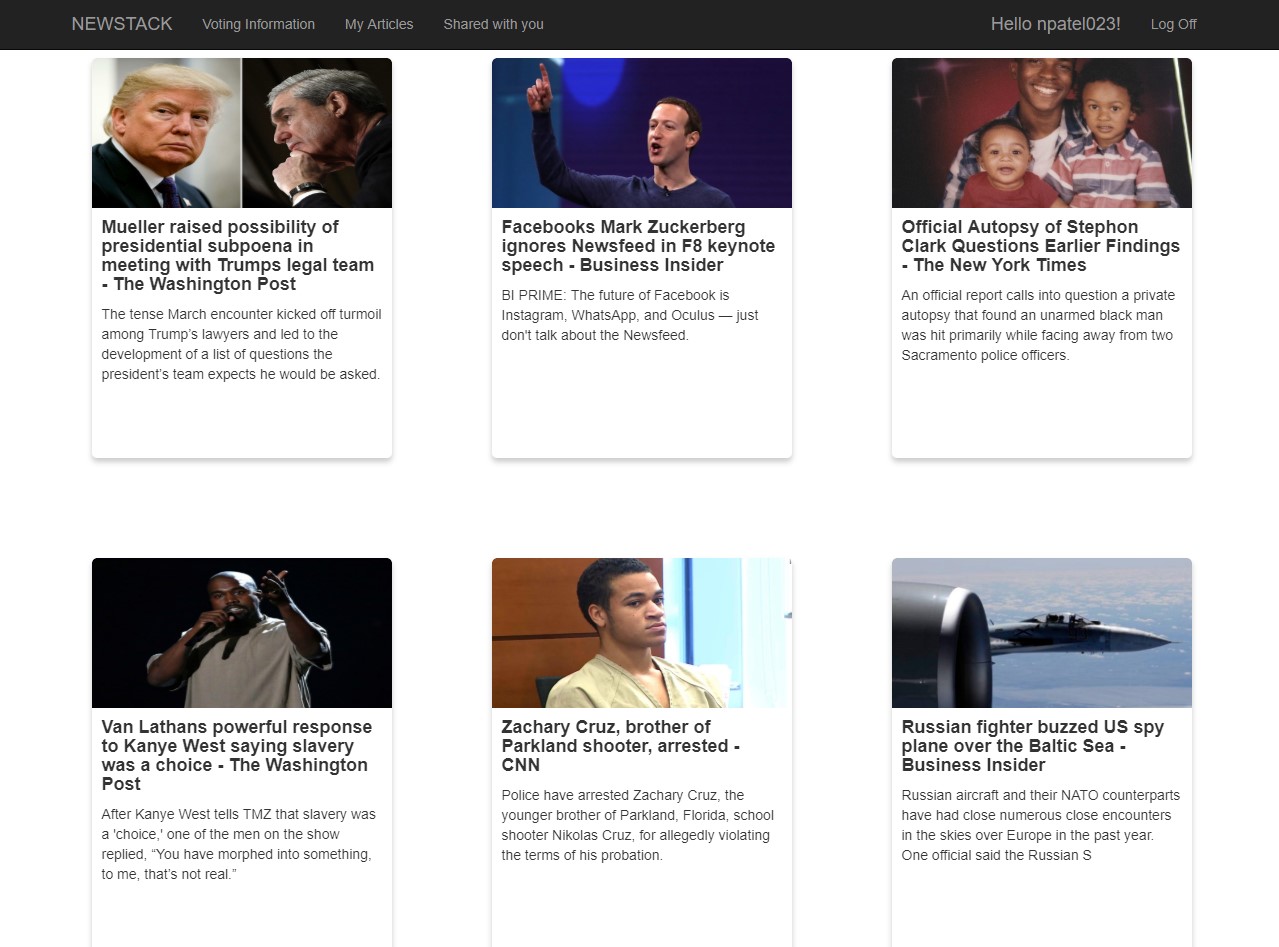 NEWSTACK Voting Information My Articles Shared with you Hello npatel023! Log Off
Mueller raised possibility of
presidential subpoena in
meeting with Trumps legal team
- The Washington Post
The tense March encounter kicked off turmoil
among Trump’s lawyers and led to the
development of a list of questions the
president’s team expects he would be asked.
Facebooks Mark Zuckerberg
ignores Newsfeed in F8 keynote
speech - Business Insider
BI PRIME: The future of Facebook is
Instagram, WhatsApp, and Oculus — just
don't talk about the Newsfeed.
Official Autopsy of Stephon
Clark Questions Earlier Findings
- The New York Times
An official report calls into question a private
autopsy that found an unarmed black man
was hit primarily while facing away from two
Sacramento police officers.
Van Lathans powerful response
to Kanye West saying slavery
was a choice - The Washington
Post
After Kanye West tells TMZ that slavery was
a 'choice,' one of the men on the show
replied, “You have morphed into something,
to me, that’s not real.”
Zachary Cruz, brother of
Parkland shooter, arrested -
CNN
Police have arrested Zachary Cruz, the
younger brother of Parkland, Florida, school
shooter Nikolas Cruz, for allegedly violating
the terms of his probation.
Russian fighter buzzed US spy
plane over the Baltic Sea -
Business Insider
Russian aircraft and their NATO counterparts
have had close numerous close encounters
in the skies over Europe in the past year.
One official said the Russian S